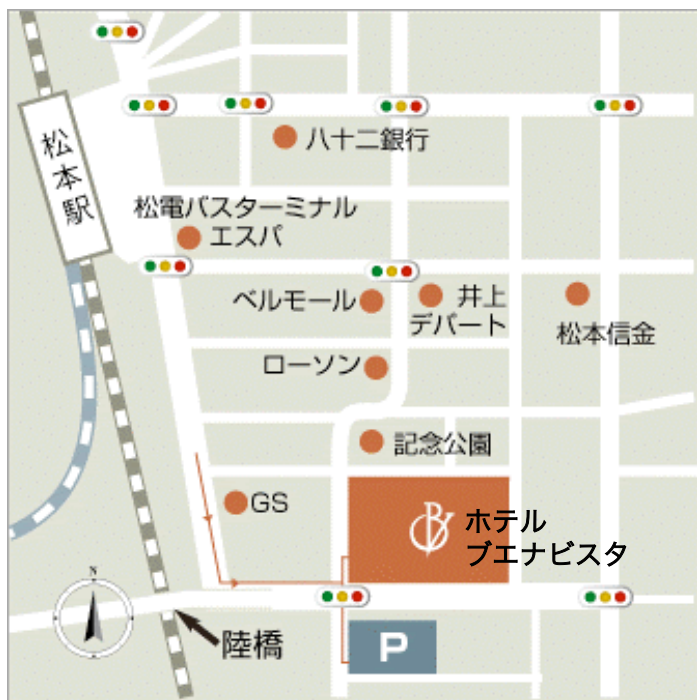 八十二銀行
松本駅
松電バスターミナル
エスパ
ベルモール
井上
デパート
松本信金
ローソン
記念公園
GS
ホテル
ブエナビスタ
N
P
陸橋